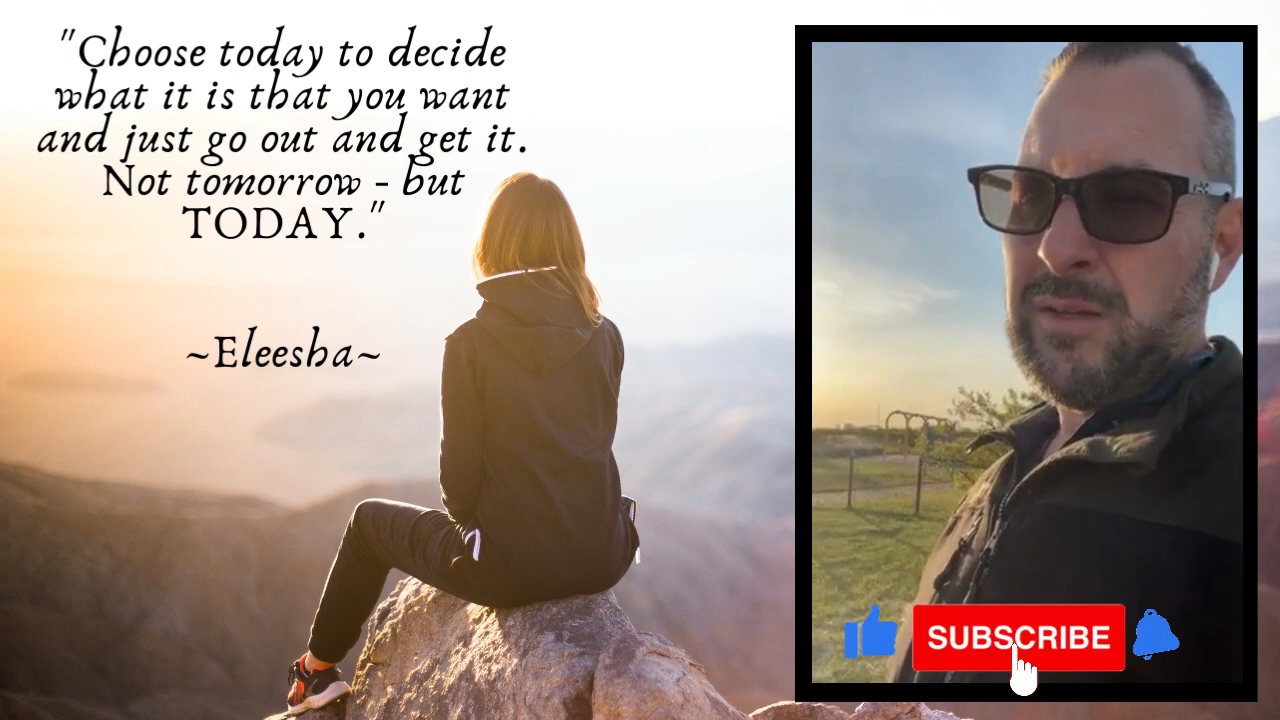 "Choose today to decide
what it is that you want
and just go out and get it.
Not tomorrow - but
TODAY."
~Eleesha~
SUBSCRIBE